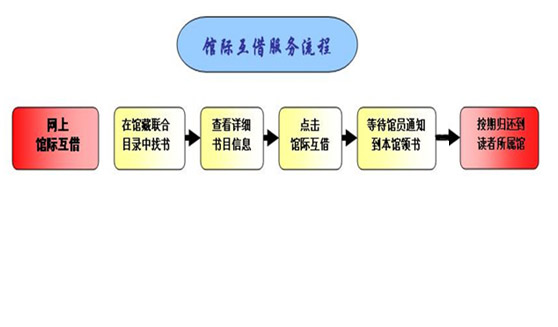 馆际互借服务流程
网上
馆际互借
在馆藏联合
目录中找书
查看详细
书目信息
点击
馆际互借
等待馆员通知
到本馆领书
按期归还到
读者所属馆